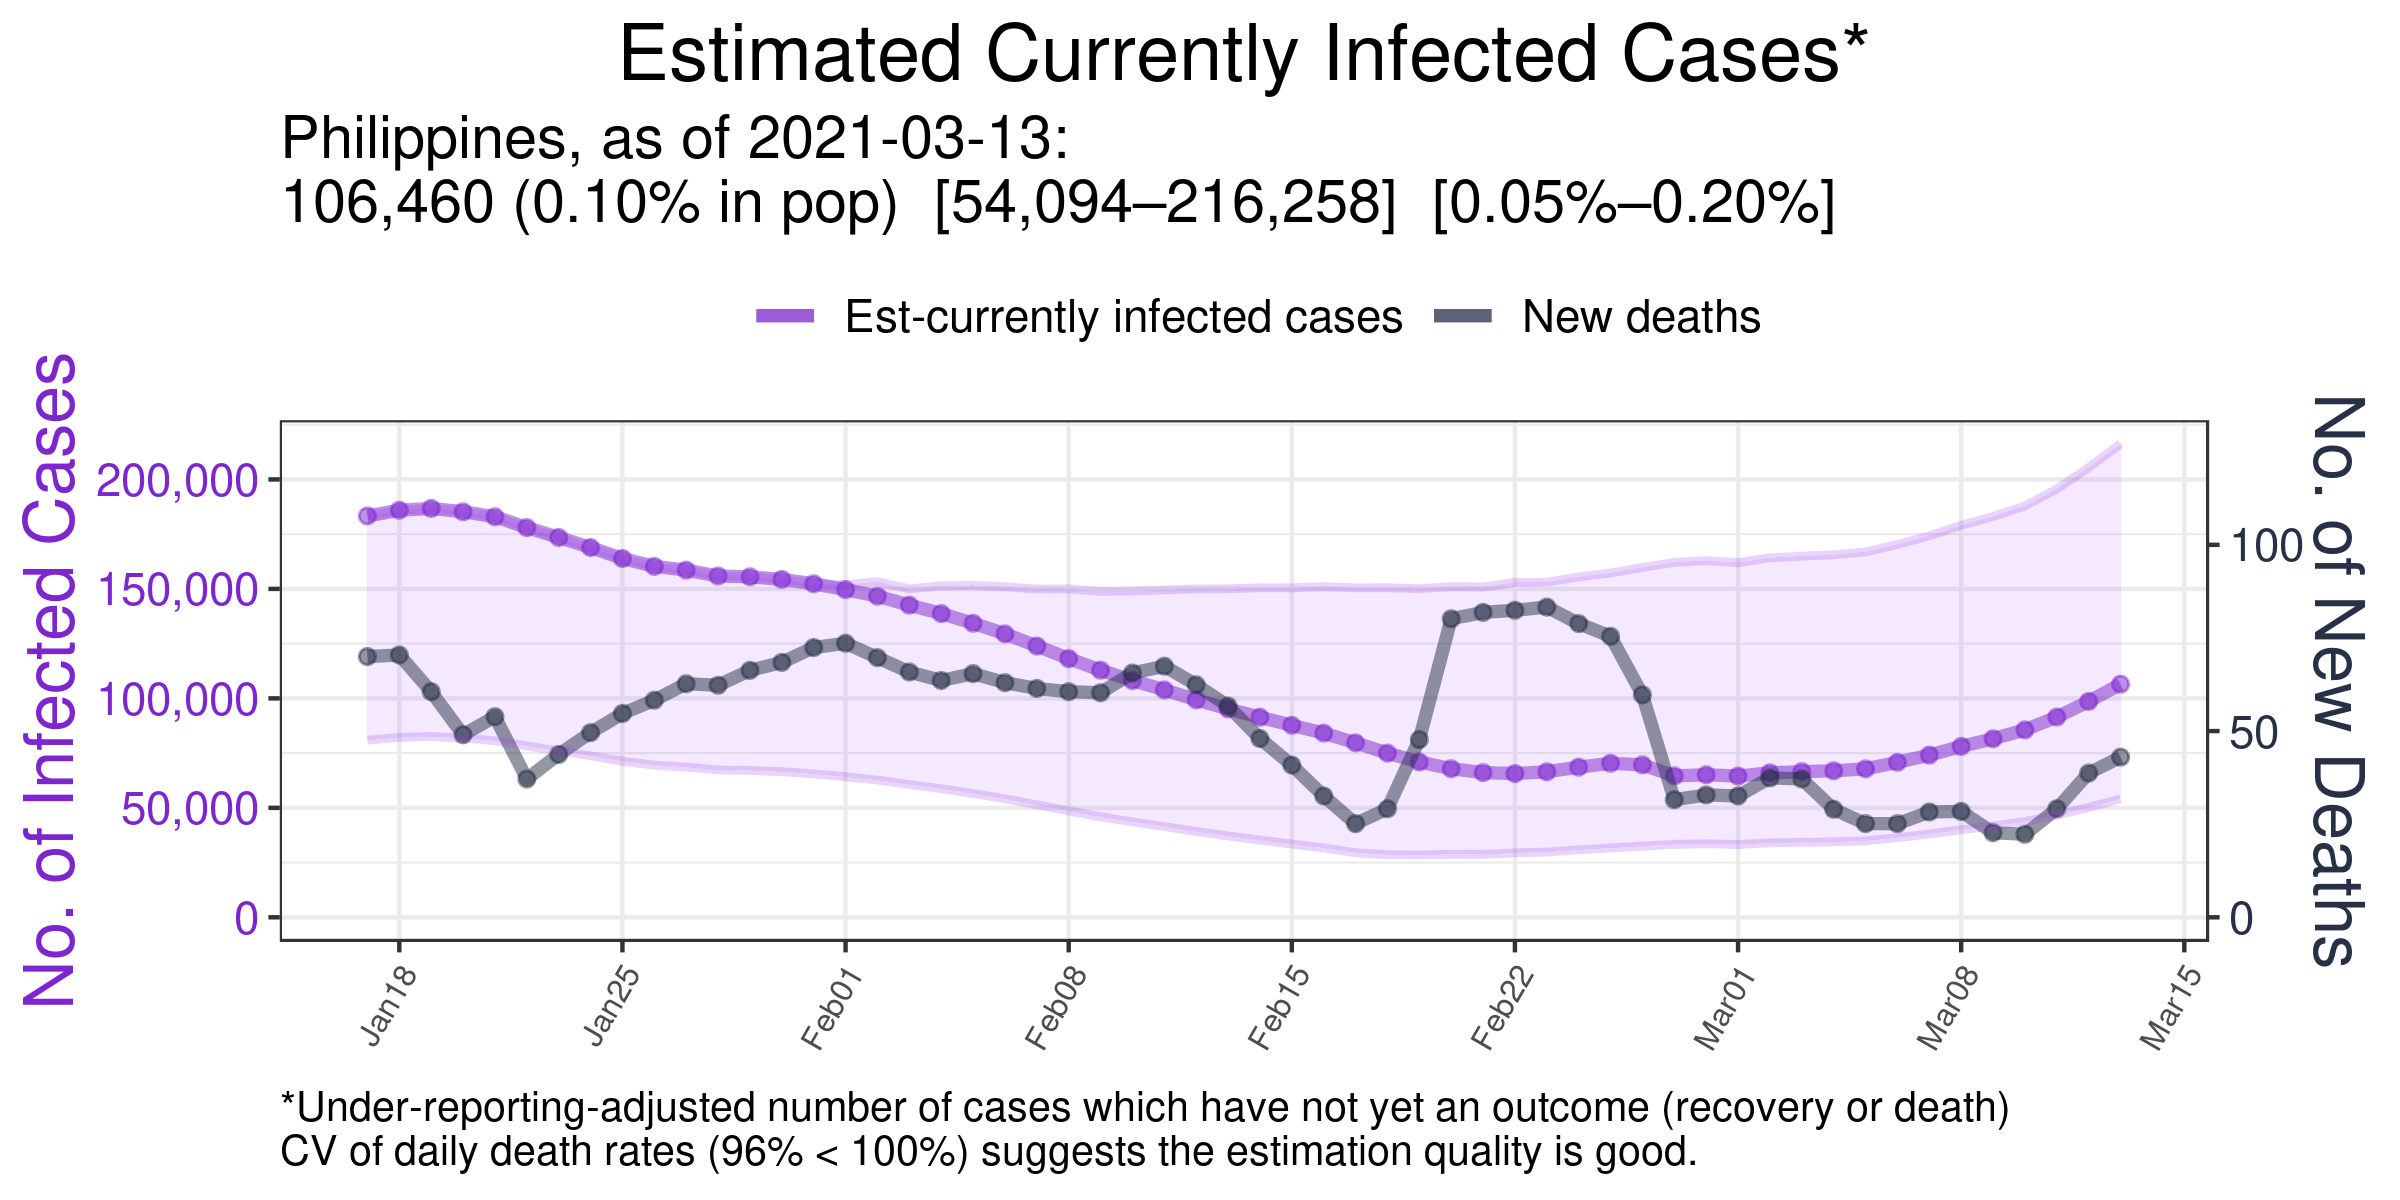 Estimated Currently Infected Cases*
Philippines, as of 2021-03-13:
106,460 (0.10% in pop)  [54,094–216,258]  [0.05%–0.20%]
Est-currently infected cases
New deaths
No. of Infected Cases
200,000
150,000
100,000
50,000
0
100
50
0
No. of New Deaths
Jan18
Jan25
Feb01
Feb08
Feb15
Feb22
Mar01
Mar08
Mar15
*Under-reporting-adjusted number of cases which have not yet an outcome (recovery or death)
CV of daily death rates (96% < 100%) suggests the estimation quality is good.